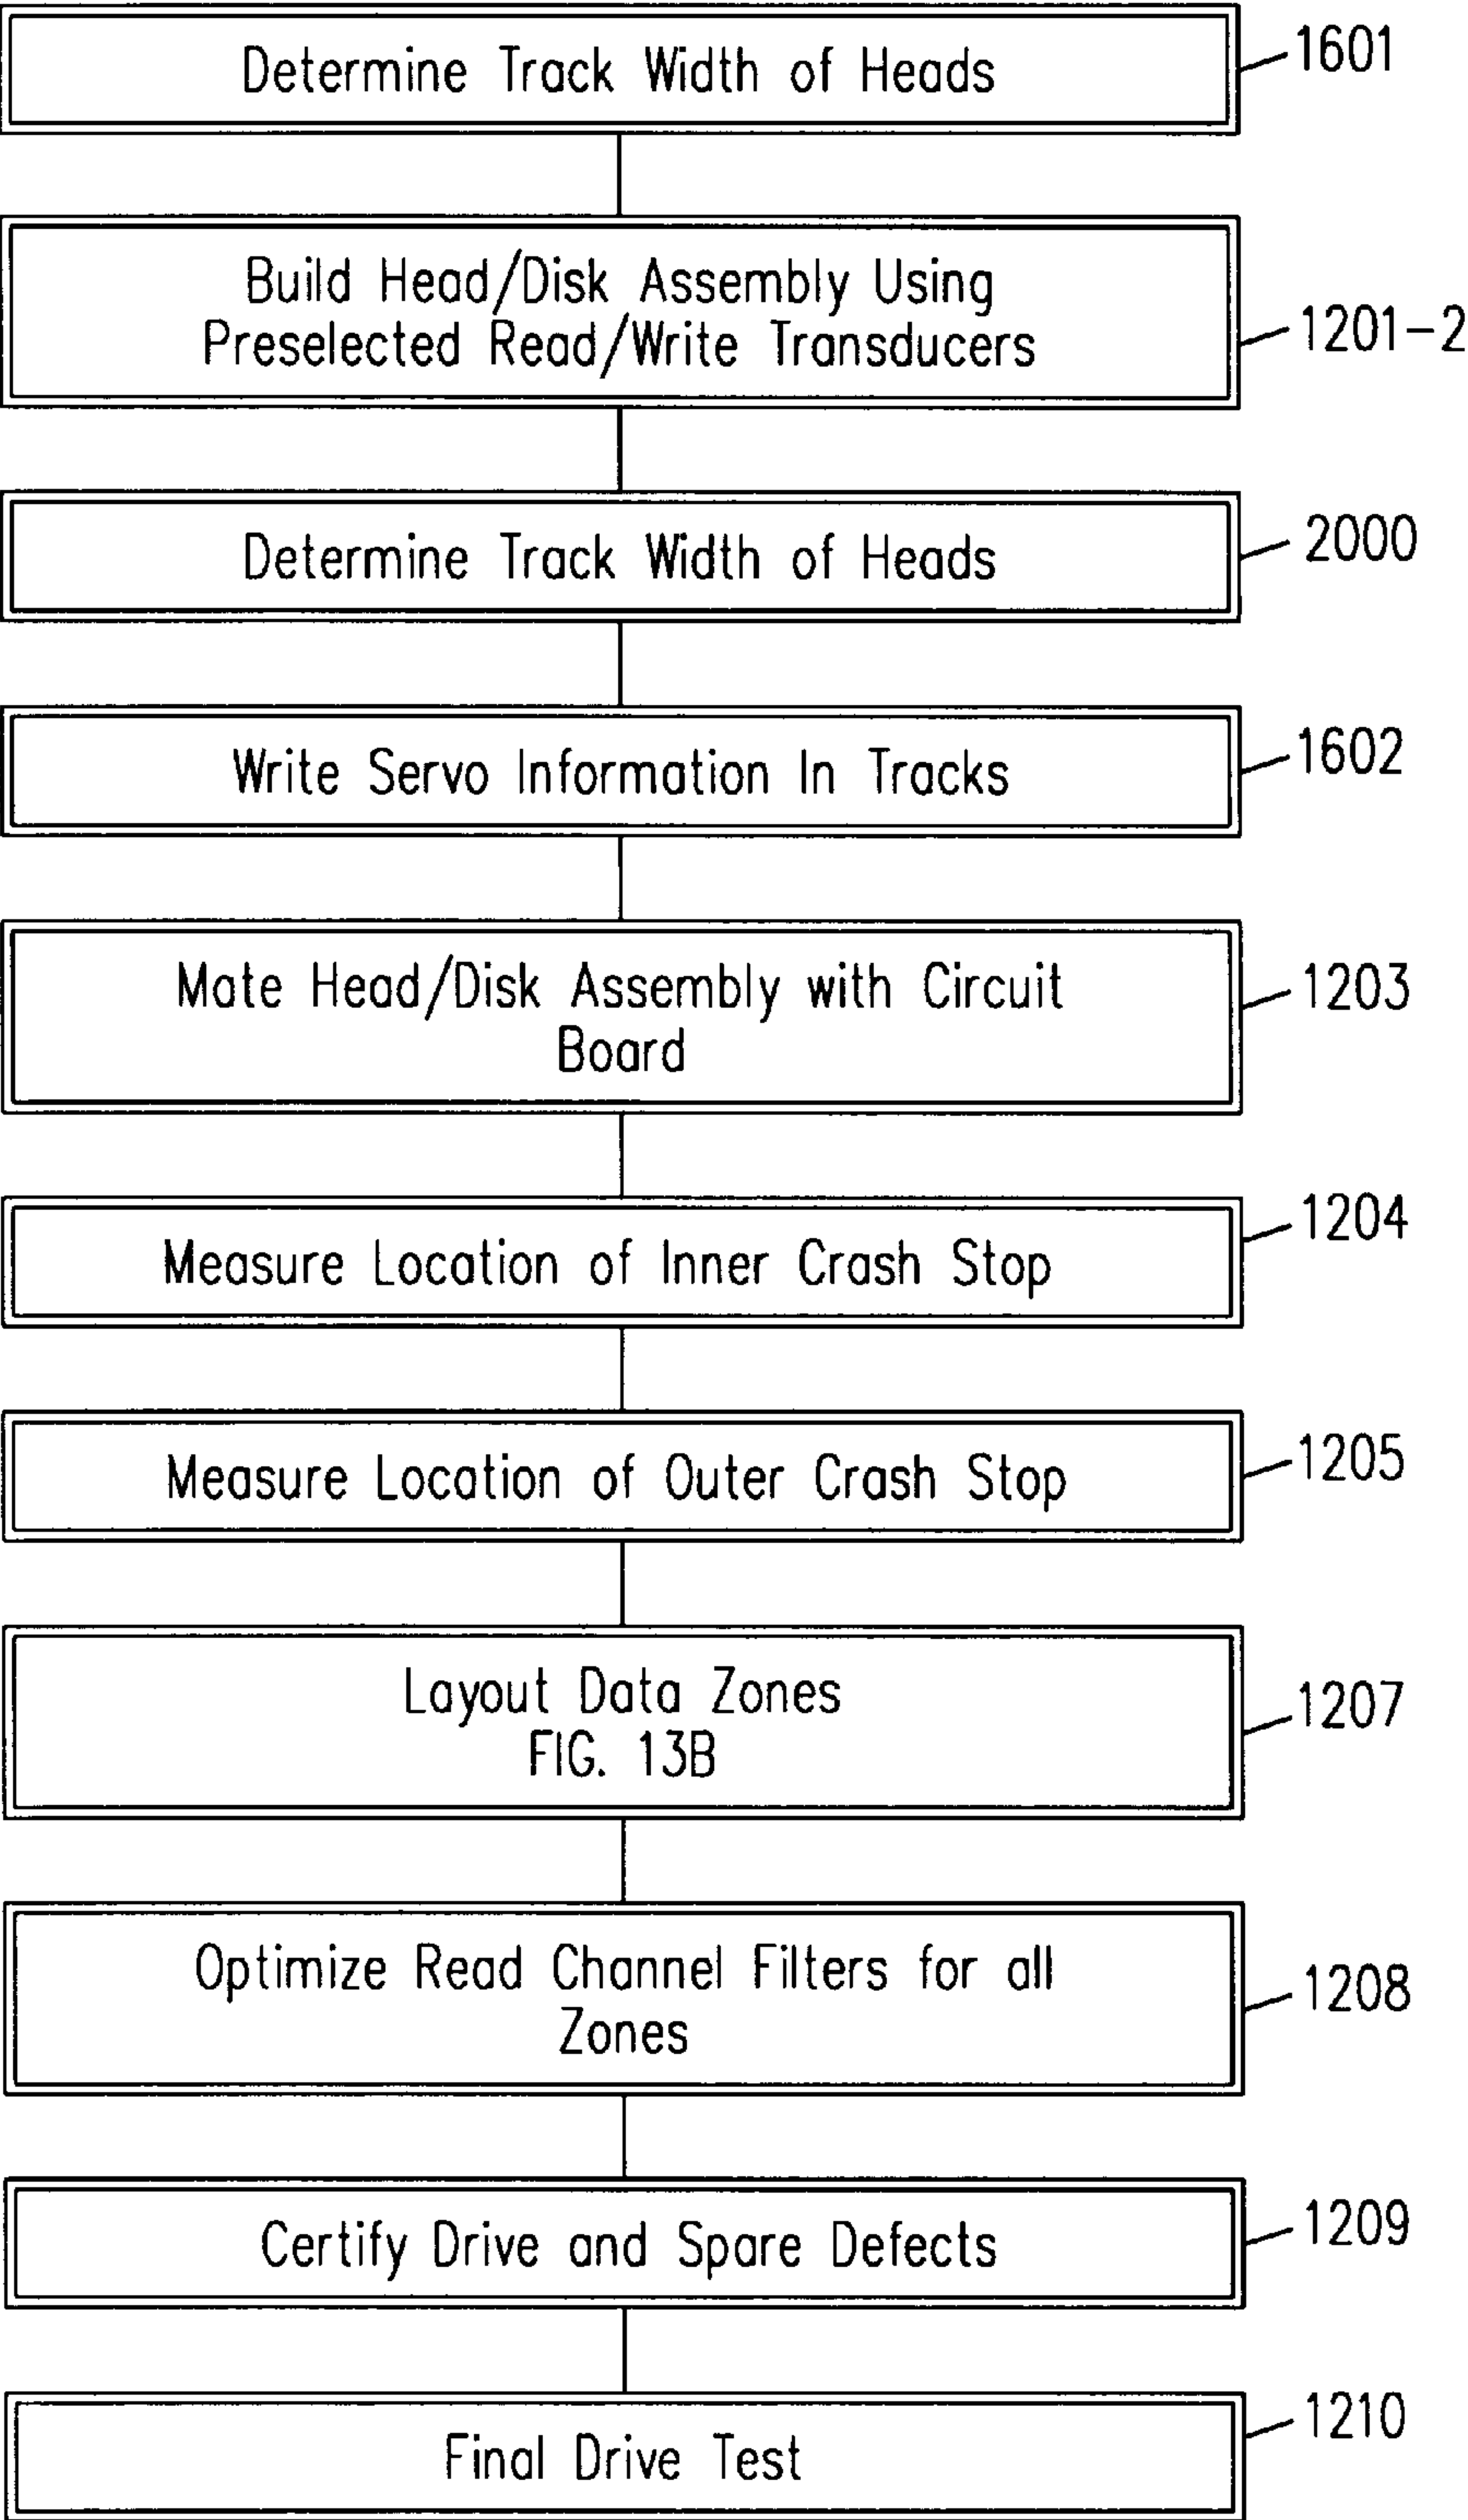 Determine Track Width of Heads
1601
Build Head/Disk Assembly Using
Preselected Read/Write Transducers
1201-2
Determine Track Width of Heads
2000
Write Servo Information In Tracks
1602
Mate Head/Disk Assembly with Circuit
Board
1203
Measure Location of Inner Crash Stop
1204
Measure Location of Outer Crash Stop
1205
Layout Data Zones
FIG. 13B
1207
Optimize Read Channel Filters for all
Zones
1208
Certify Drive and Spare Defects
1209
Final Drive Test
1210